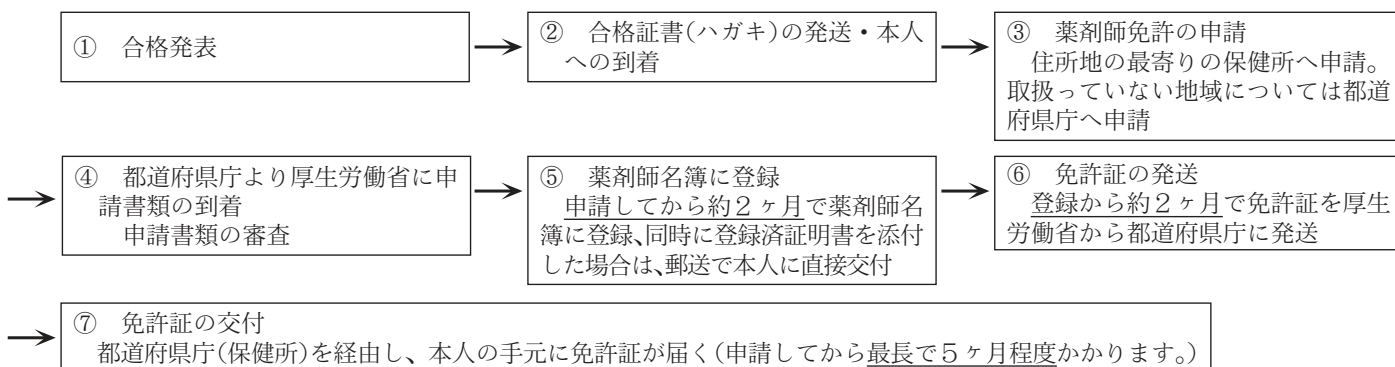 ① 合格発表
② 合格証書(ハガキ)の発送・本人
への到着
③ 薬剤師免許の申請
住所地の最寄りの保健所へ申請。
取扱っていない地域については都道
府県庁へ申請
④ 都道府県庁より厚生労働省に申
請書類の到着
申請書類の審査
⑤ 薬剤師名簿に登録
申請してから約2ヶ月で薬剤師名
簿に登録、同時に登録済証明書を添付
した場合は、郵送で本人に直接交付
⑥ 免許証の発送
登録から約2ヶ月で免許証を厚生
労働省から都道府県庁に発送
⑦ 免許証の交付
都道府県庁(保健所)を経由し、本人の手元に免許証が届く(申請してから最長で5ヶ月程度かかります。)